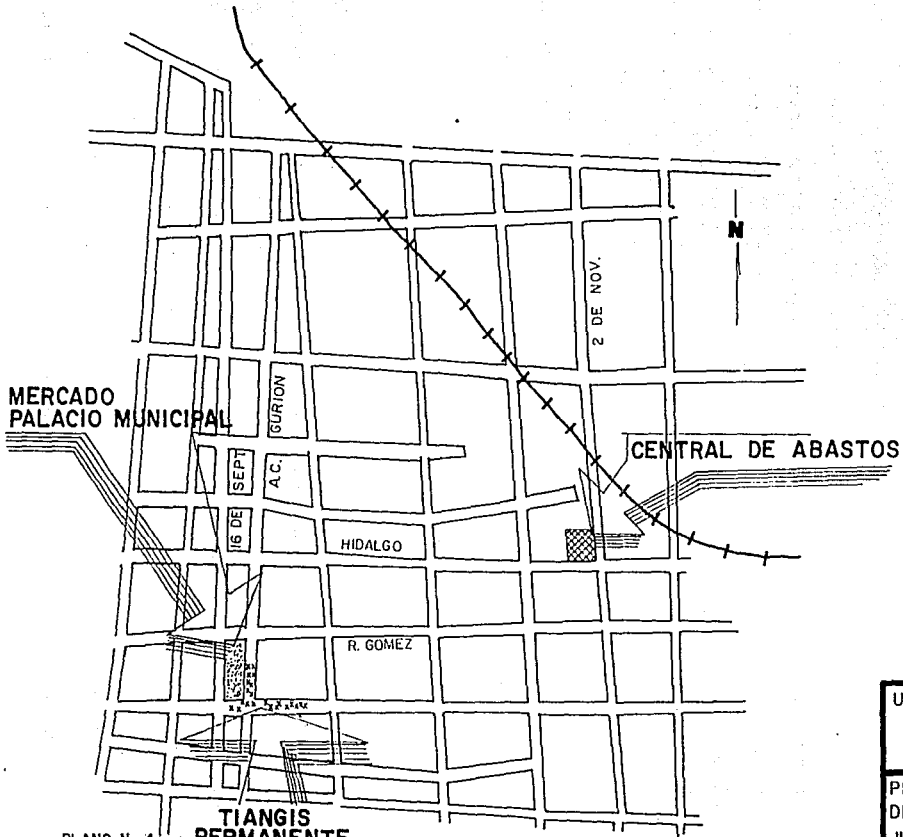 N
2 DE NOV.
MERCADO
PALACIO MUNICIPAL
GURION
A.C.
16 DE SEPT.
CENTRAL DE ABASTOS
HIDALGO
R. GOMEZ
TIANGIS
PERMANENTE